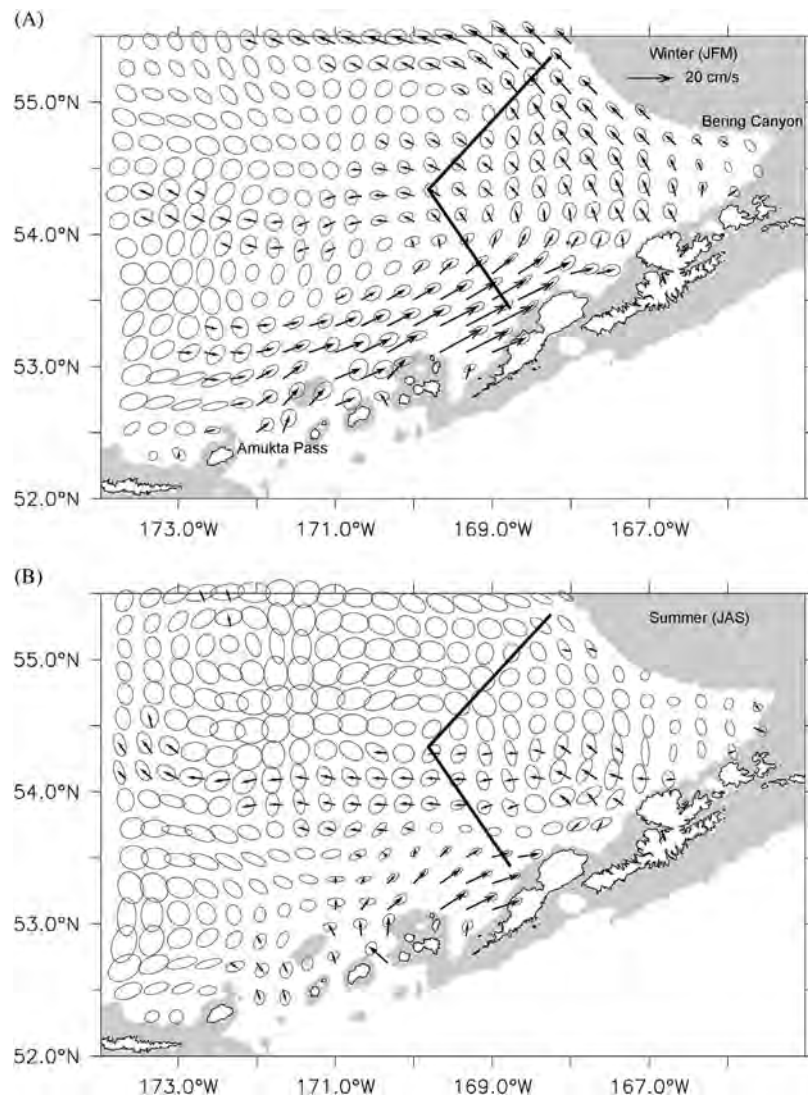 (A)
Winter (JFM)
20 cm/s
Bering Canyon
Amukta Pass
55.0°N
54.0°N
53.0°N
52.0°N
173.0°W 171.0°W 169.0°W 167.0°W
(B)
Summer (JAS)
55.0°N
54.0°N
53.0°N
52.0°N
173.0°W 171.0°W 169.0°W 167.0°W